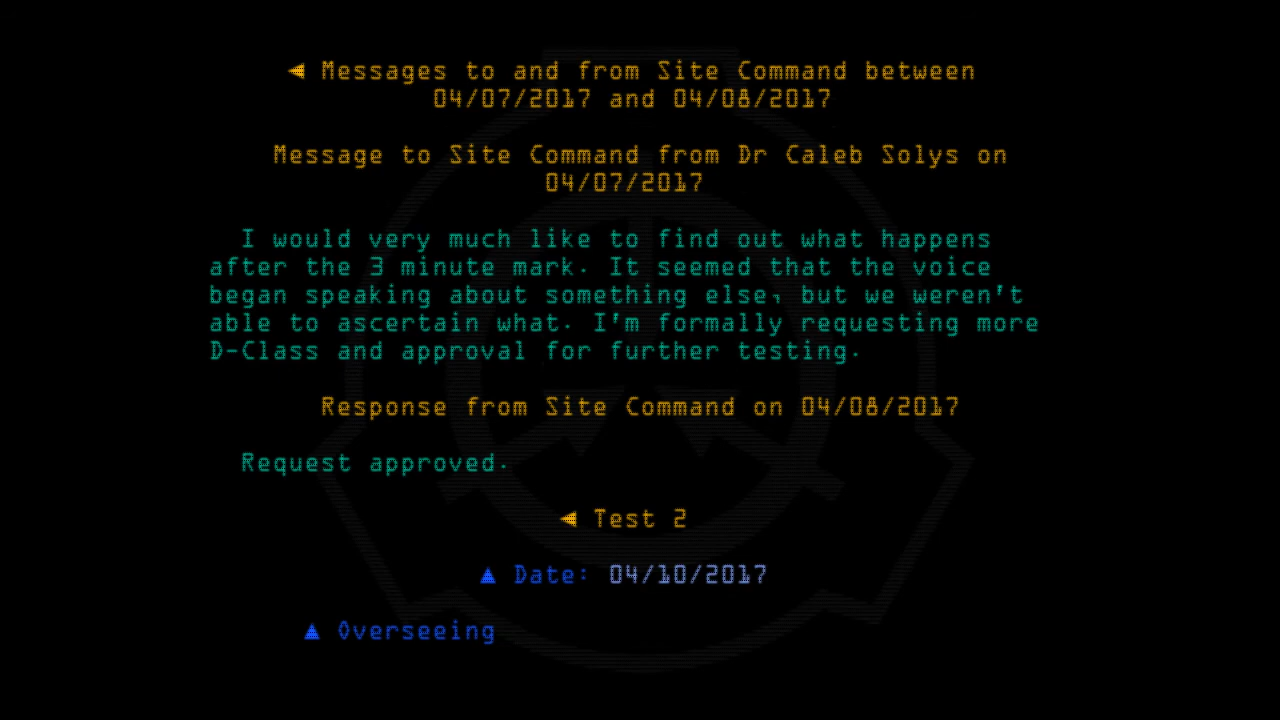 ◄ Messages to and from Site Command between
04/07/2017 and 04/08/2017
Message to Site Command from Dr Caleb Solys on
04/07/2017
I would very much like to find out what happens
after the 3 minute mark. It seemed that the voice
began speaking about something else, but we weren't
able to ascertain what. I'm formally requesting more
D-Class and approval for further testing.
Response from Site Command on 04/08/2017
Request approved.
◄ Test 2
▲ Date: 04/10/2017
▲ Overseeing